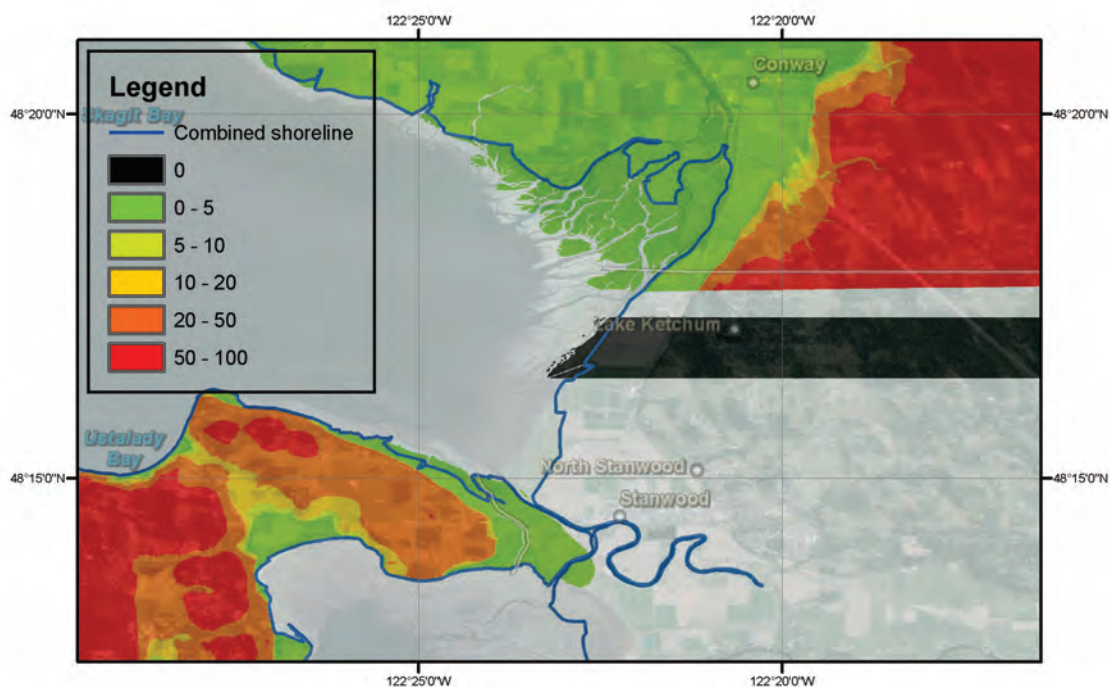 122°25'0"W 122°20'0"W
Conway
Legend
48°20'0"N
Skagit Bay
48°20'0"N
Combined shoreline
0
0 - 5
5 - 10
10 - 20
20 - 50
50 - 100
Lake Ketchum
Utsalady
Bay
48°15'0"N
North Stanwood
48°15'0"N
Stanwood
122°25'0"W 122°20'0"W